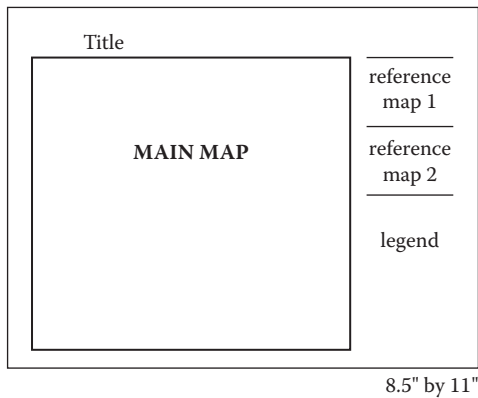 Title
MAIN MAP
reference
map 1
reference
map 2
legend
8.5" by 11"